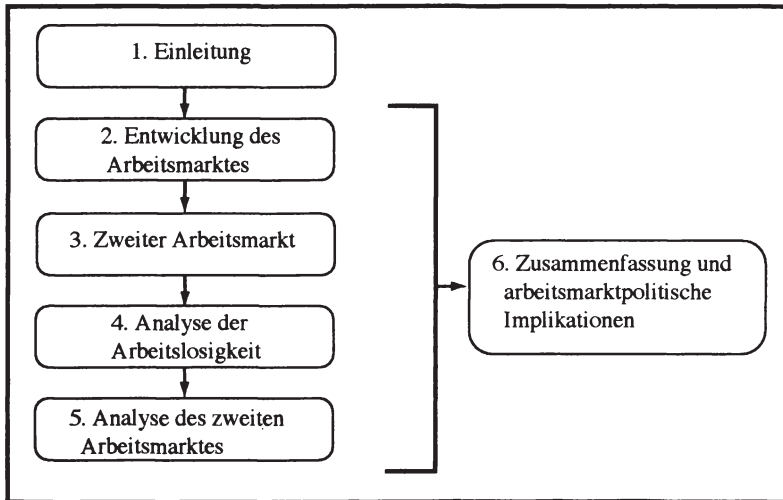 1. Einleitung
2. Entwicklung des
Arbeitsmarktes
3. Zweiter Arbeitsmarkt
4. Analyse der
Arbeitslosigkeit
5. Analyse des zweiten
Arbeitsmarktes
6. Zusammenfassung und
arbeitsmarktpolitische
Implikationen